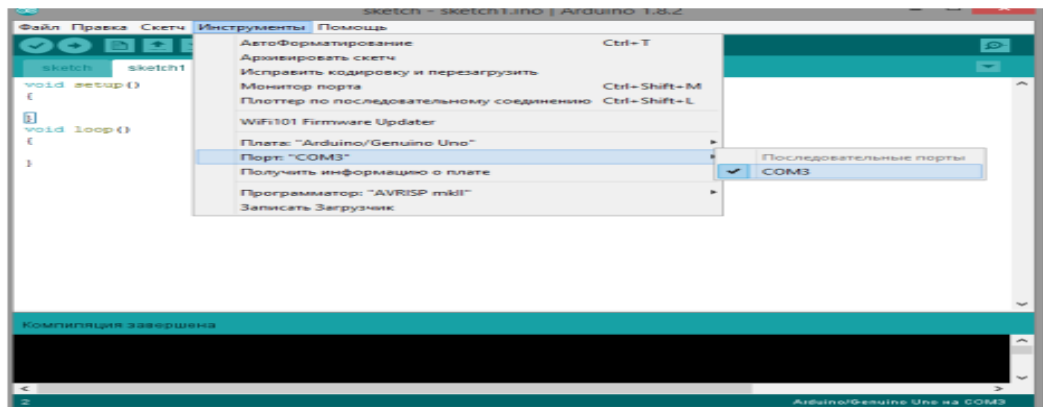 sketch - sketch1.ino | Arduino 1.8.2
Файл Правка Скетч Инструменты Помощь
АвтоФорматирование Ctrl+T
Архивировать скетч
sketch sketch1
Исправить кодировку и перезагрузить
void setup()
Монитор порта Ctrl+Shift+M
{
Плоттер по последовательному соединению Ctrl+Shift+L
}
WiFi101 Firmware Updater
void loop()
{
Плата: "Arduino/Genuino Uno"
Порт: "COM3"
Последовательные порты
}
Получить информацию о плате
COM3
Программатор: "AVRISP mkII"
Записать Загрузчик
Компиляция завершена
2 Arduino/Genuino Uno на COM3